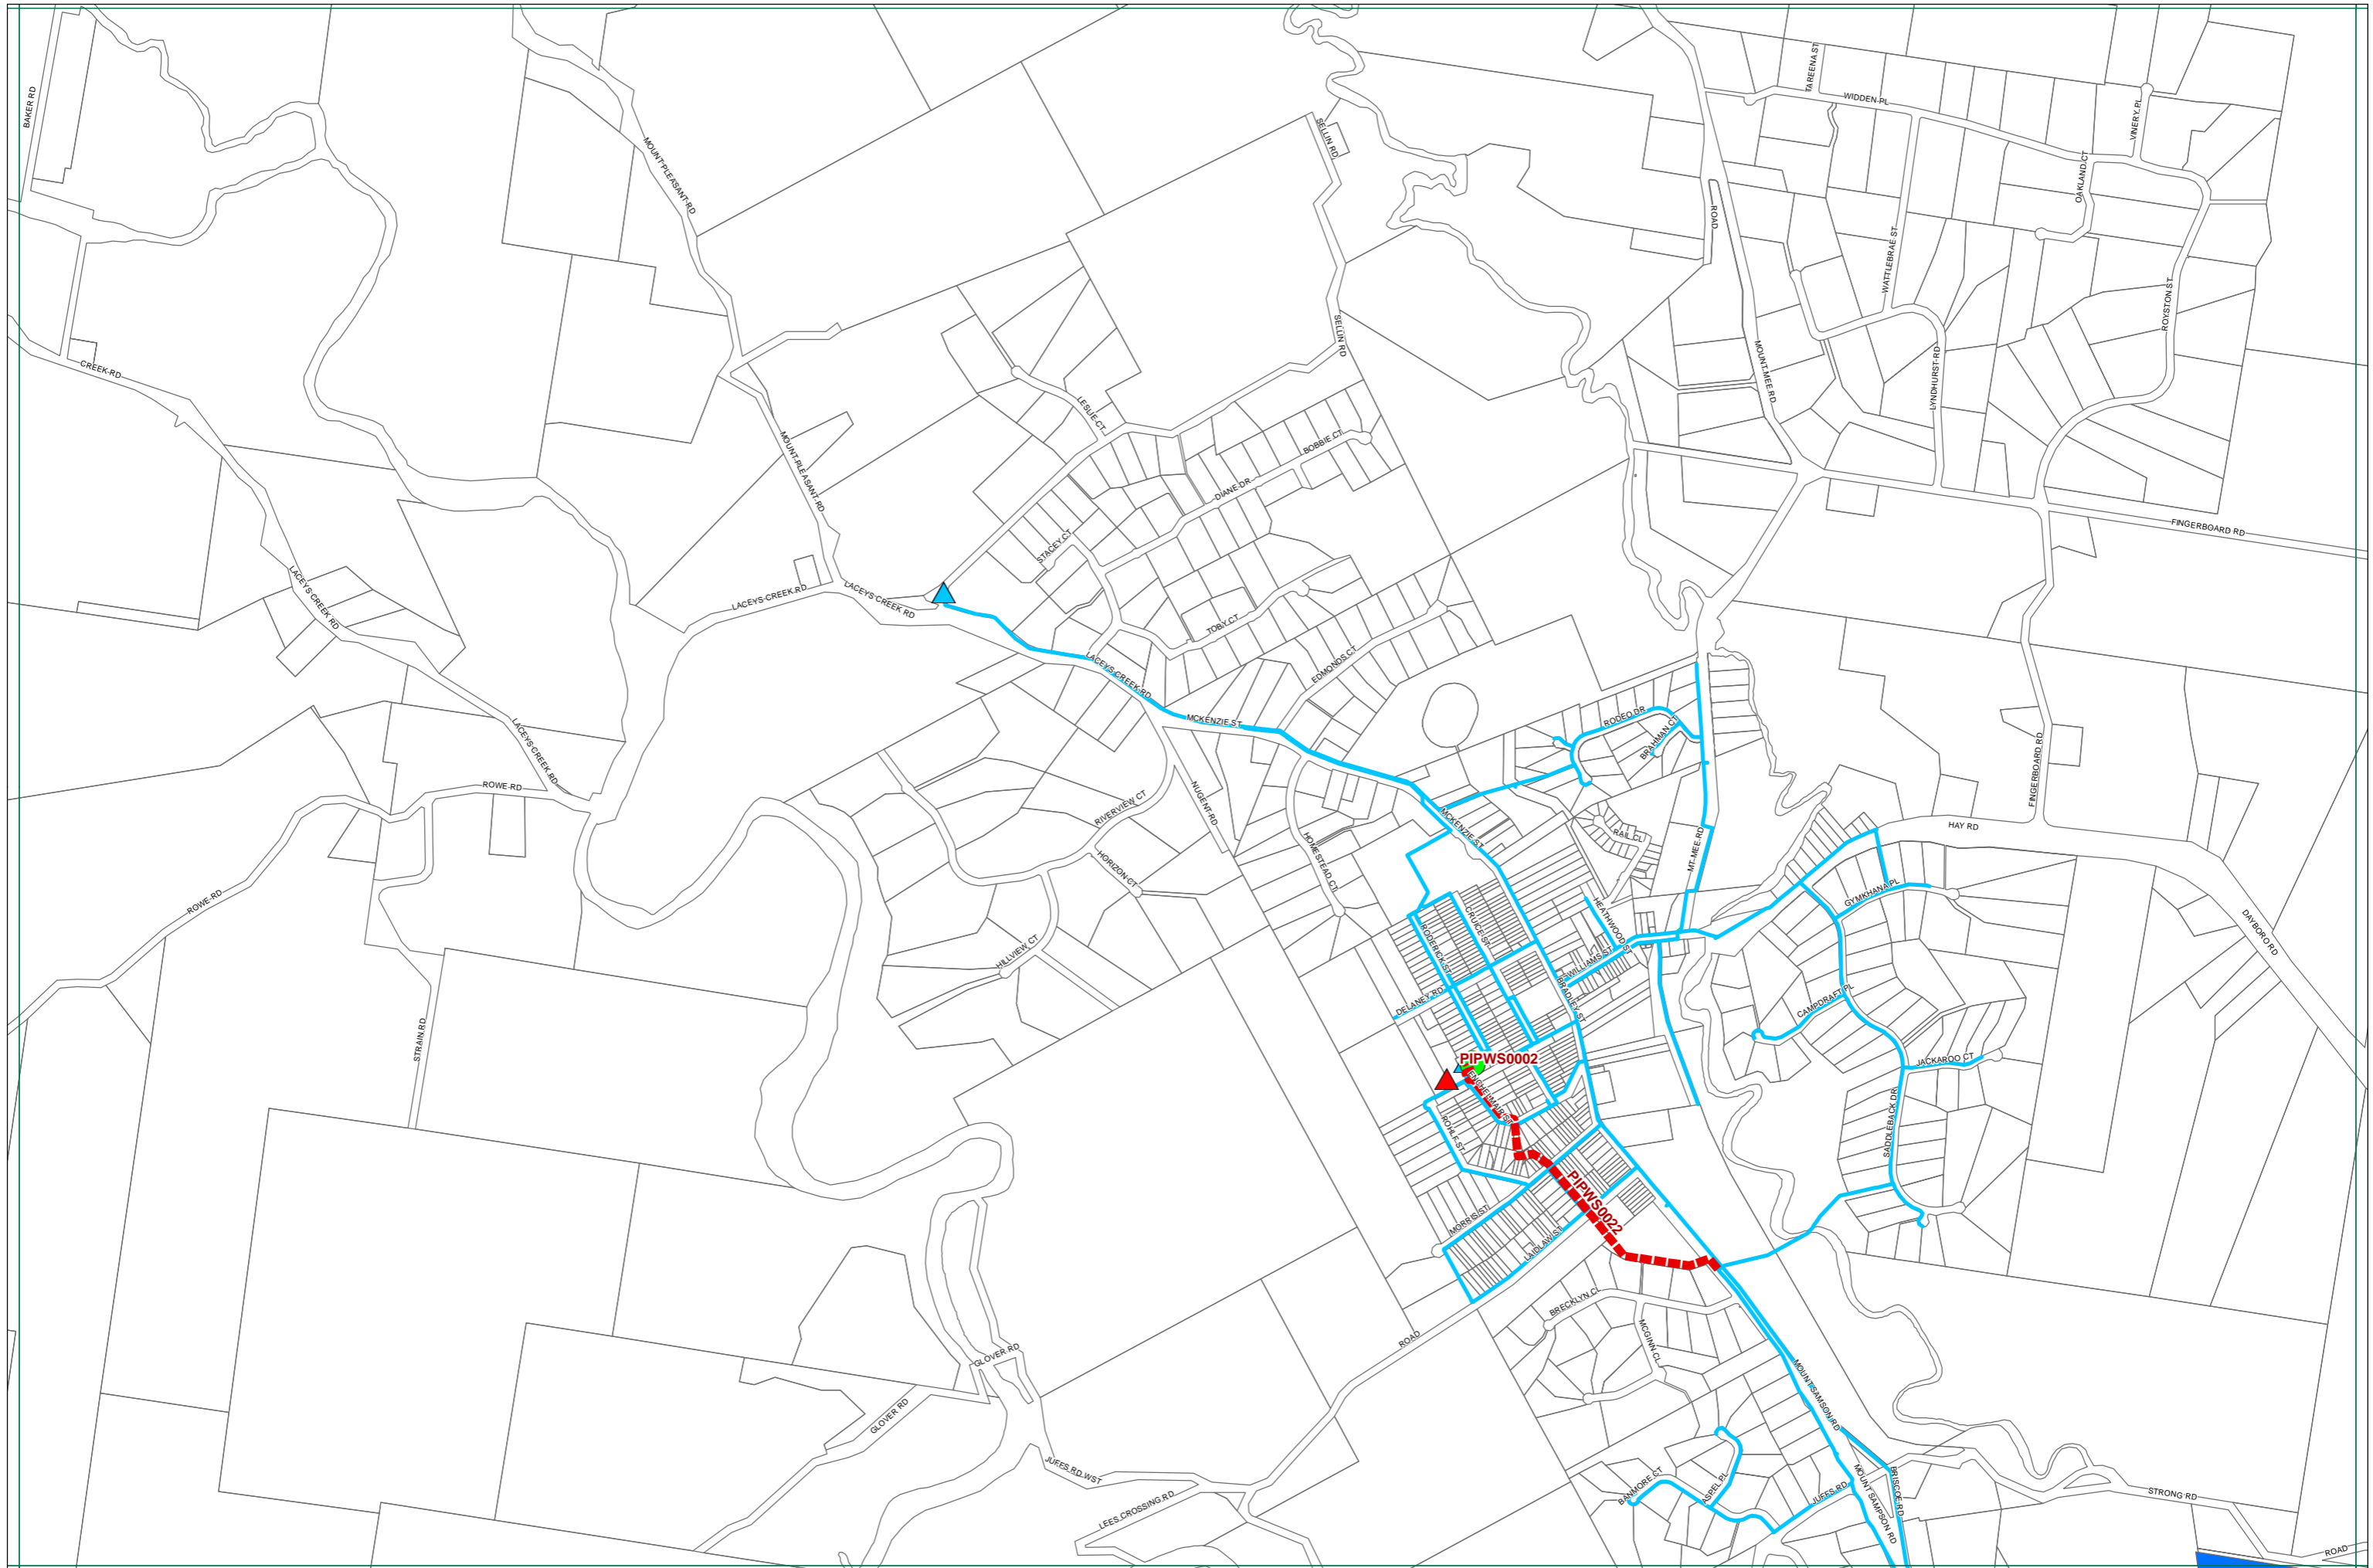 BAKER RD
MOUNT PLEASANT RD
SELLIN RD
TAREENA ST
WIDDEN PL
VINERY PL
OAKLAND CT
ROAD
WATTLEBRAE ST
ROYSTON ST
SELLIN RD
MOUNT MEE RD
LYNDHURST RD
CREEK RD
LESLIE CT
MOUNT PLEASANT RD
BOBBIE CT
DIANE DR
FINGERBOARD RD
STACEY CT
LACEYS CREEK RD
LACEYS CREEK RD
LACEYS CREEK RD
TOBY CT
EDMONDS CT
LACEYS CREEK RD
MCKENZIE ST
RODEO DR
BRAHMAN CT
LACEYS CREEK RD
FINGERBOARD RD
ROWE RD
NUGENT RD
RIVERVIEW CT
MCKENZIE ST
RAIL CL
MT MEE RD
HAY RD
HOMESTEAD CT
HORIZON CT
GYMKHANA PL
ROWE RD
CRUICE ST
HEATHWOOD ST
DAYBORO RD
RODERICK ST
HILLVIEW CT
WILLIAMS ST
DELANEY RD
BRADLEY ST
CAMPDRAFT PL
STRAIN RD
PIPWS0002
JACKAROO CT
ROHLF ST
SADDLEBACK DR
PIPWS0022
MORRIS ST
LAIDLAW ST
BRECKLYN CL
ROAD
MCGINN CL
GLOVER RD
MOUNT SAMSON RD
GLOVER RD
JUFFS RD WST
BANMORE CT
ASPEL PL
JUFFS RD
MOUNT SAMPSON RD
BRISCOE RD
STRONG RD
LEES CROSSING RD
ROAD